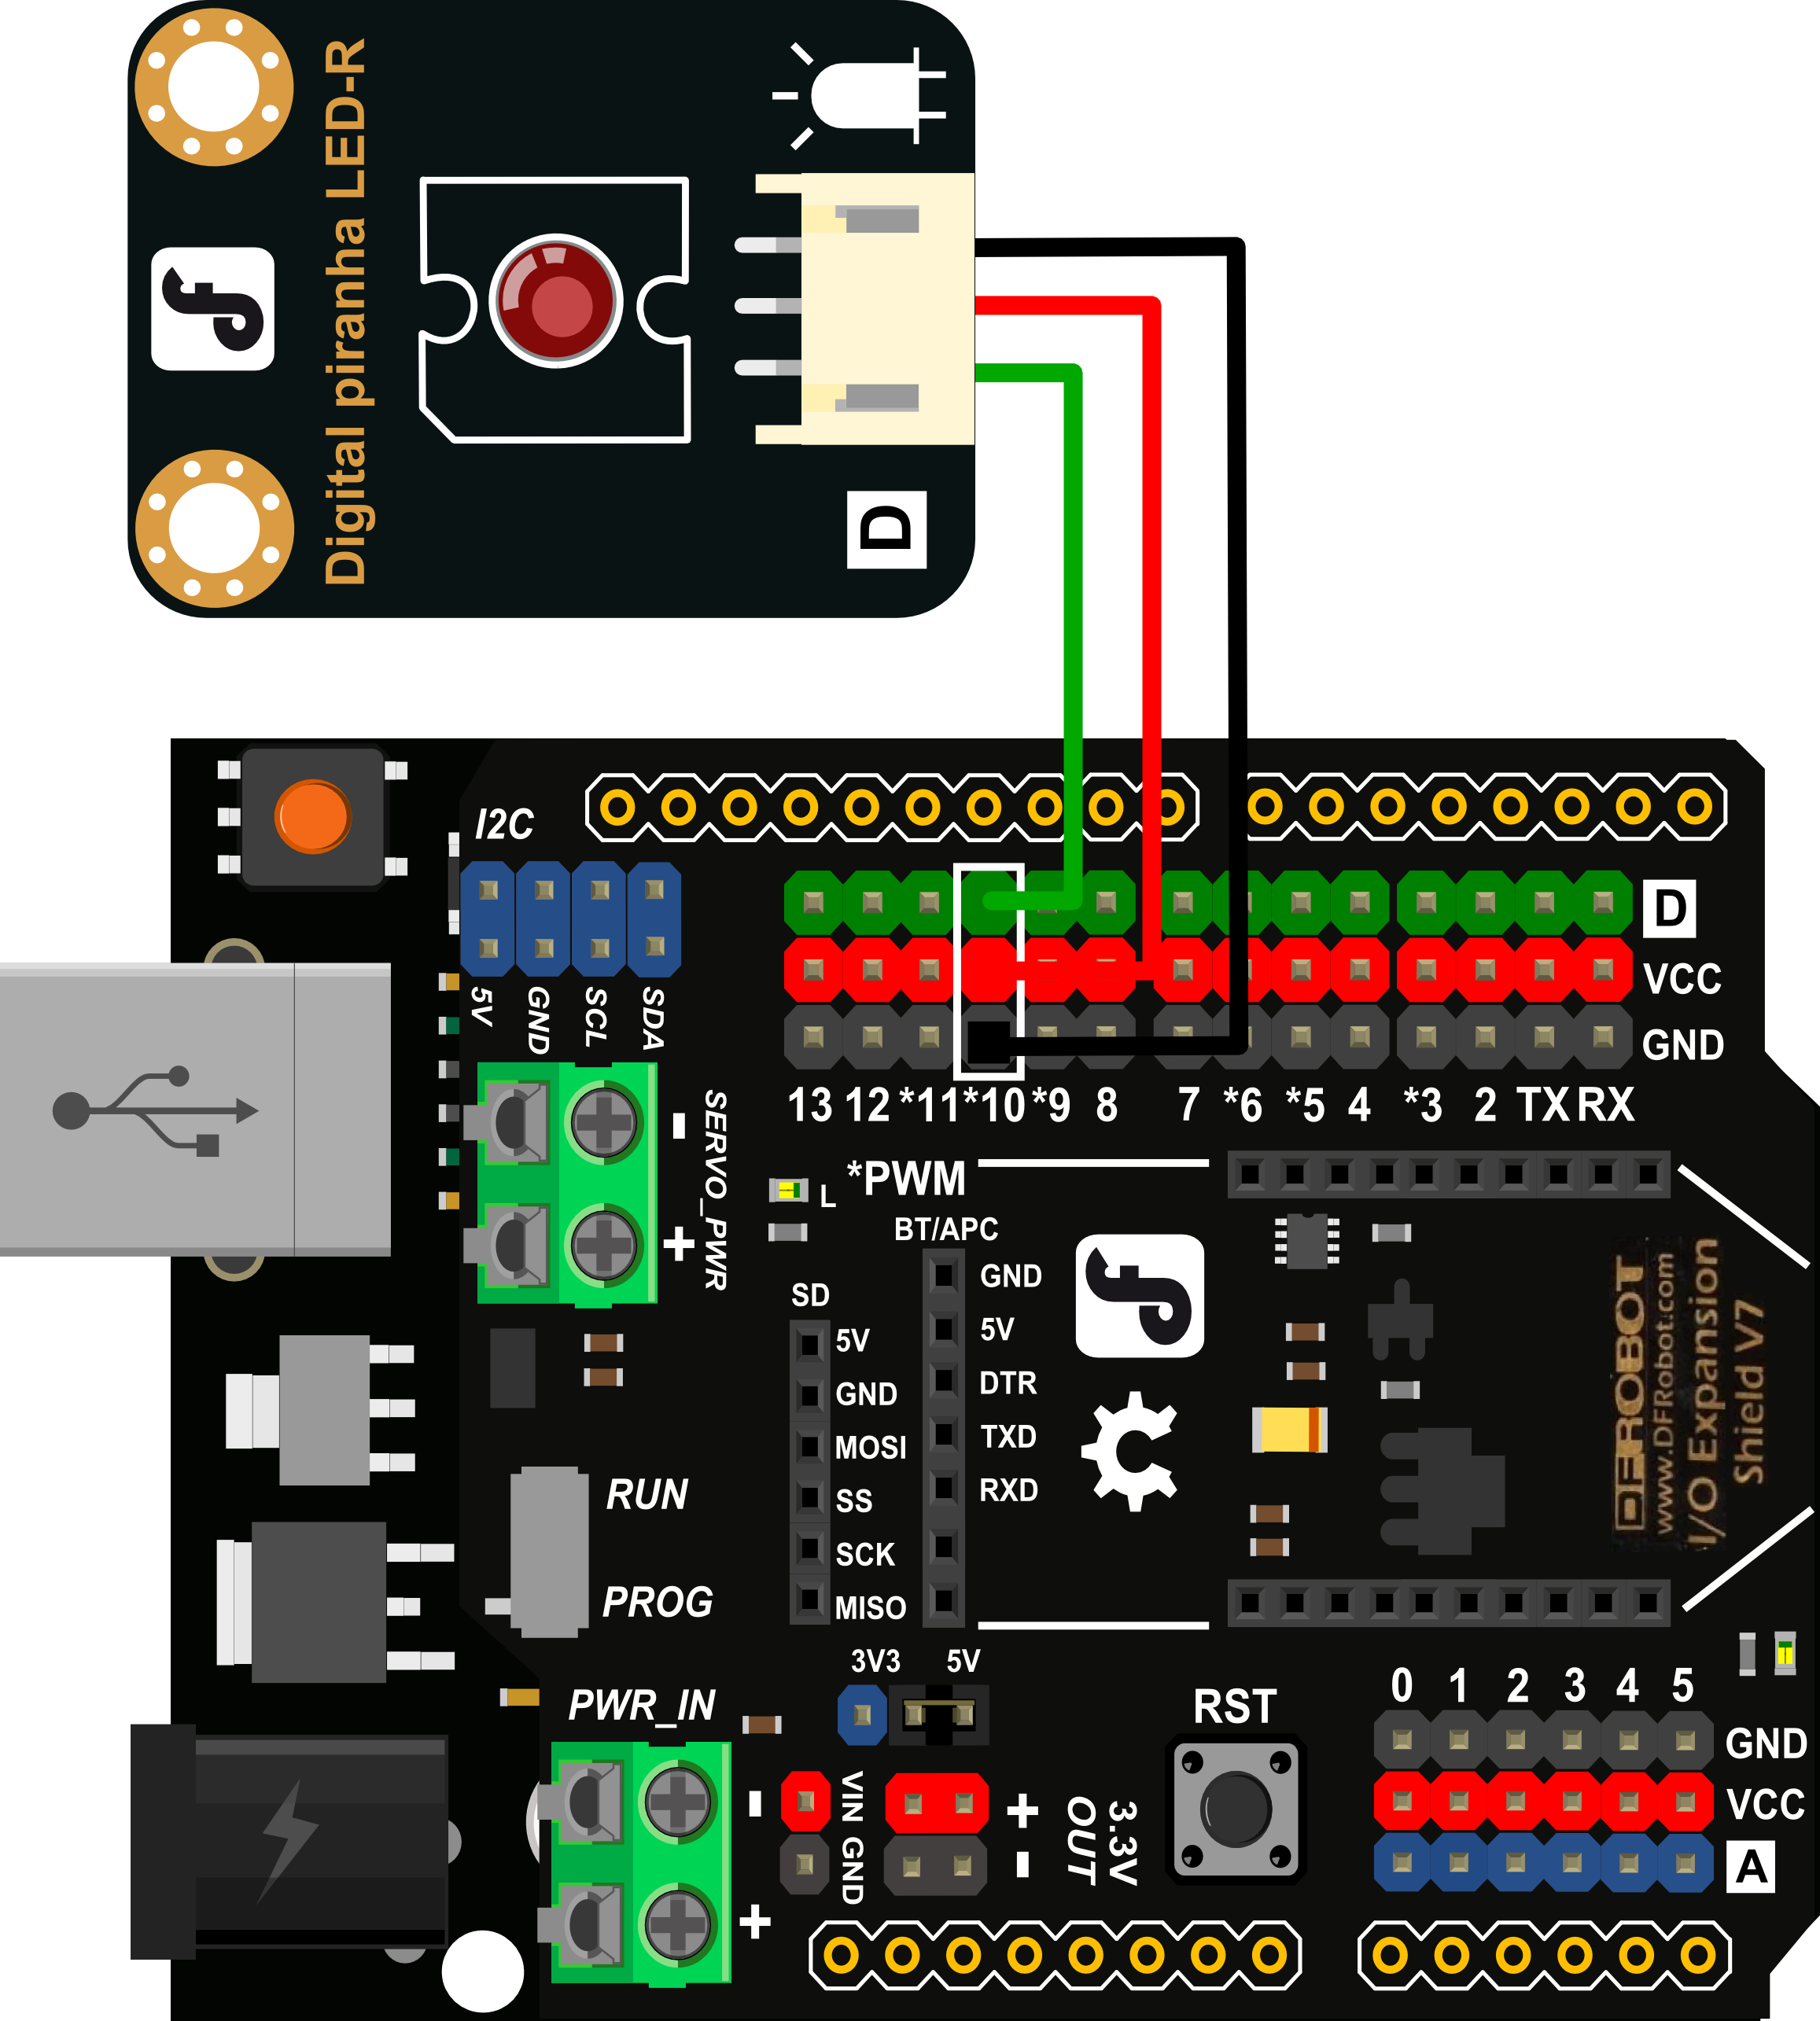 Digital piranha LED-R
D
I2C
5V GND SCL SDA
D
VCC
GND
13 12 *11 *10 *9 8 7 *6 *5 4 *3 2 TX RX
SERVO_PWR
-
+
L
*PWM
BT/APC
GND
5V
DTR
TXD
RXD
SD
5V
GND
MOSI
SS
SCK
MISO
DFROBOT
www.DFRobot.com
I/O Expansion
Shield V7
RUN
PROG
3V3 5V
PWR_IN
-
+
VIN GND
+
-
3.3V
OUT
RST
0 1 2 3 4 5
GND
VCC
A